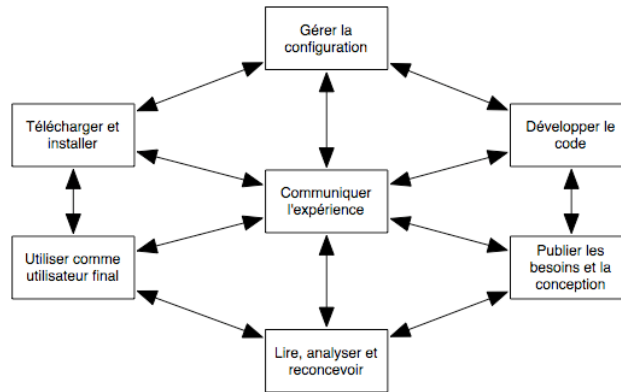 Gérer la
configuration
Télécharger et
installer
Développer le
code
Communiquer
l'expérience
Utiliser comme
utilisateur final
Publier les
besoins et la
conception
Lire, analyser et
reconcevoir